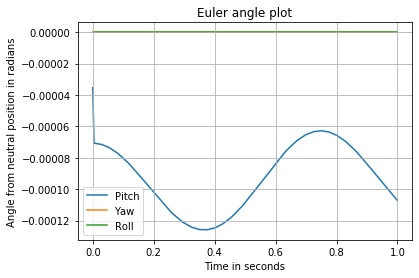 Euler angle plot
Angle from neutral position in radians
0.00000
−0.00002
−0.00004
−0.00006
−0.00008
−0.00010
−0.00012
Pitch
Yaw
Roll
0.0 0.2 0.4 0.6 0.8 1.0
Time in seconds